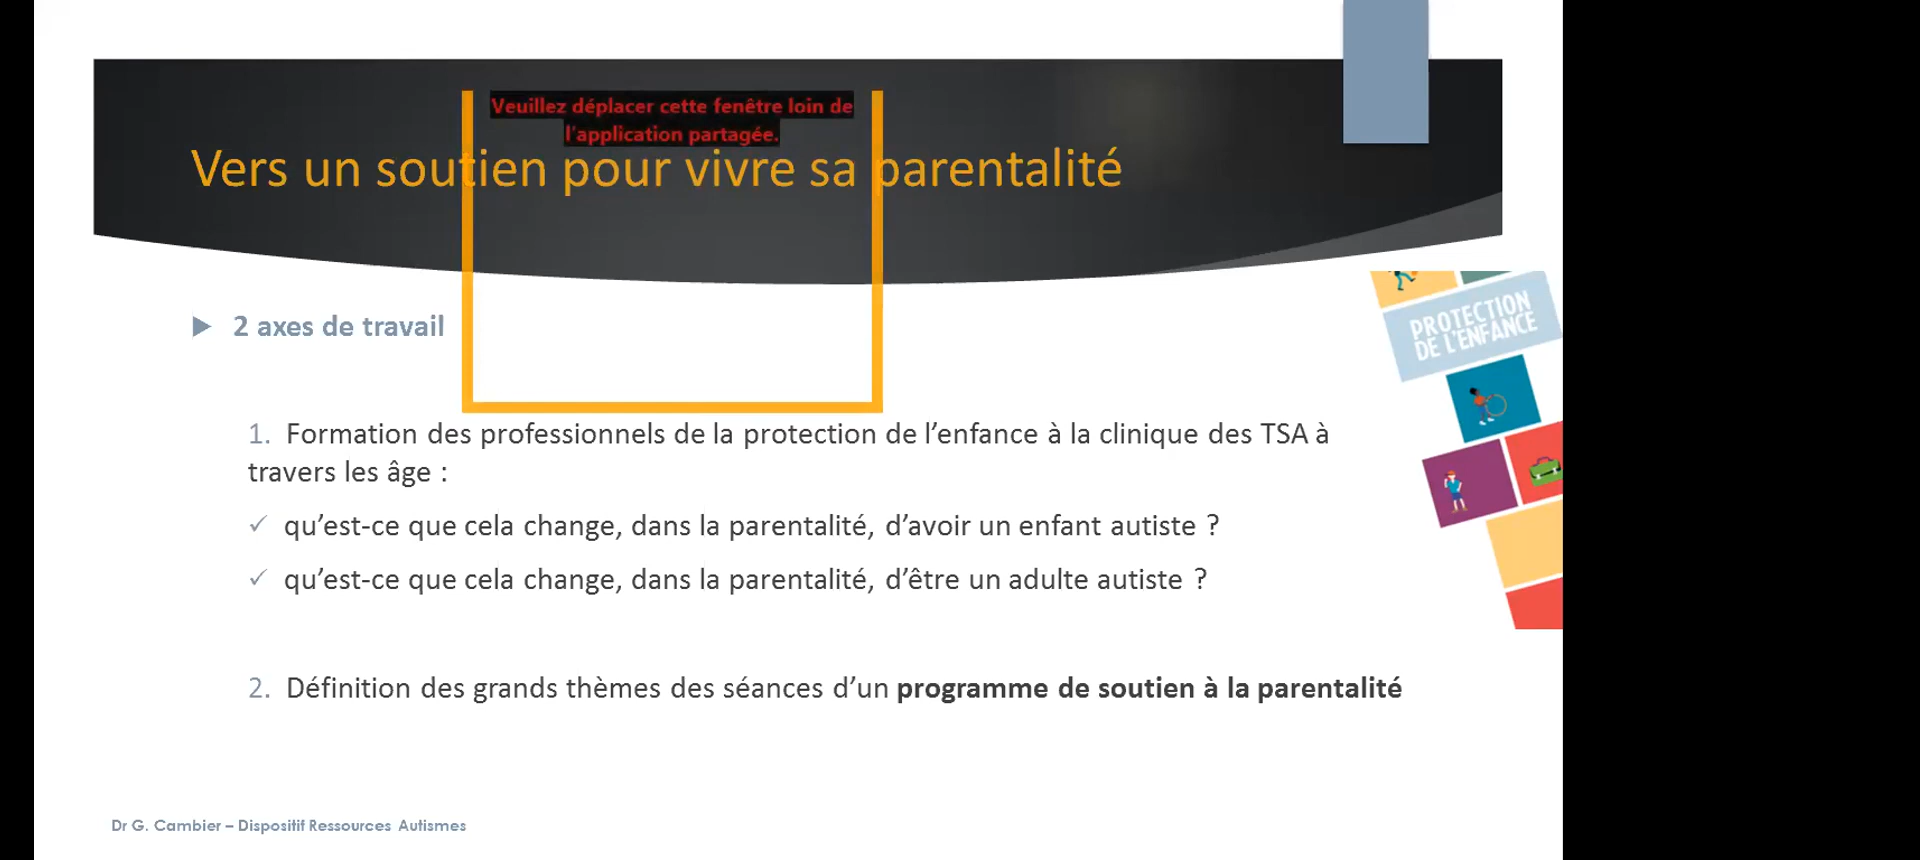 Veuillez déplacer cette fenêtre loin de
l'application partagée.
Vers un soutien pour vivre sa parentalité
2 axes de travail
1. Formation des professionnels de la protection de l’enfance à la clinique des TSA à
travers les âge :
✓ qu’est-ce que cela change, dans la parentalité, d’avoir un enfant autiste ?
✓ qu’est-ce que cela change, dans la parentalité, d’être un adulte autiste ?
2. Définition des grands thèmes des séances d’un programme de soutien à la parentalité
PROTECTION
DE L'ENFANCE
Dr G. Cambier – Dispositif Ressources Autismes